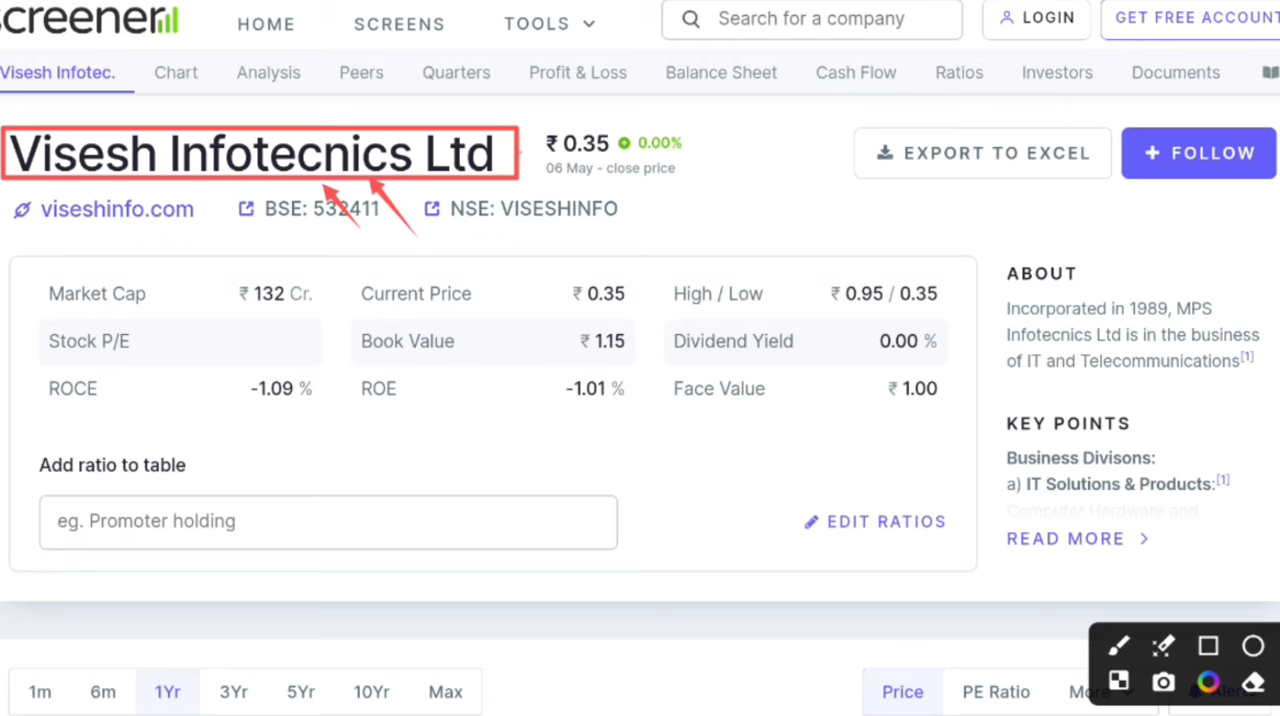 screener
HOME SCREENS TOOLS Search for a company LOGIN GET FREE ACCOUNT
Visesh Infotec. Chart Analysis Peers Quarters Profit & Loss Balance Sheet Cash Flow Ratios Investors Documents
Visesh Infotecnics Ltd
₹ 0.35 0.00%
06 May - close price
EXPORT TO EXCEL
+ FOLLOW
viseshinfo.com BSE: 532411 NSE: VISESHINFO
Market Cap ₹ 132 Cr. Current Price ₹ 0.35 High / Low ₹ 0.95 / 0.35
Stock P/E Book Value ₹ 1.15 Dividend Yield 0.00 %
ROCE -1.09 % ROE -1.01 % Face Value ₹ 1.00
Add ratio to table
eg. Promoter holding
EDIT RATIOS
ABOUT
Incorporated in 1989, MPS
Infotecnics Ltd is in the business
of IT and Telecommunications[1]
KEY POINTS
Business Divisons:
a) IT Solutions & Products:[1]
Computer Hardware and
READ MORE
1m 6m 1Yr 3Yr 5Yr 10Yr Max
Price PE Ratio